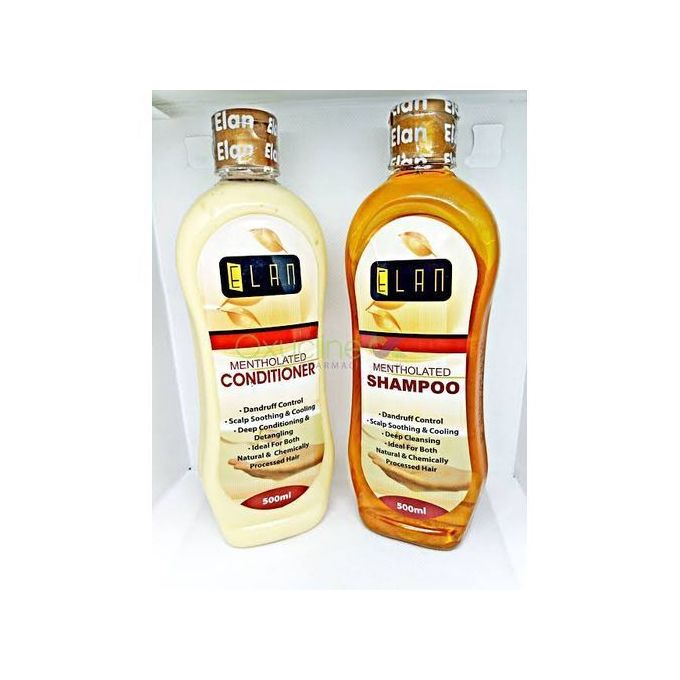 Elan
Elan
ELAN
MENTHOLATED
CONDITIONER
• Dandruff Control
• Scalp Soothing & Cooling
• Deep Conditioning &
Detangling
• Ideal For Both
Natural & Chemically
Processed Hair
500ml
Elan
Elan
Elan
ELAN
MENTHOLATED
SHAMPOO
• Dandruff Control
• Scalp Soothing & Cooling
• Deep Cleansing
• Ideal For Both
Natural & Chemically
Processed Hair
500ml